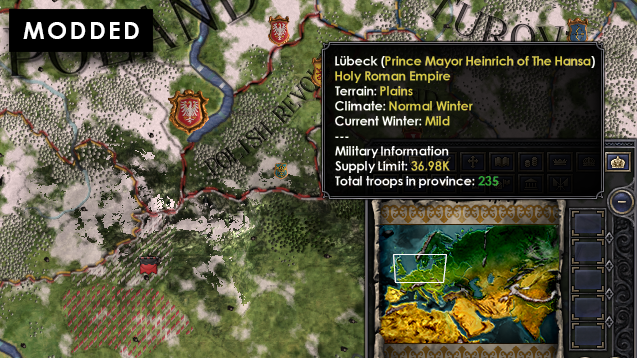 MODDED
POLAND
TUROV
Lübeck (Prince Mayor Heinrich of The Hansa)
Holy Roman Empire
Terrain: Plains
Climate: Normal Winter
Current Winter: Mild
---
Military Information
Supply Limit: 36.98K
Total troops in province: 235